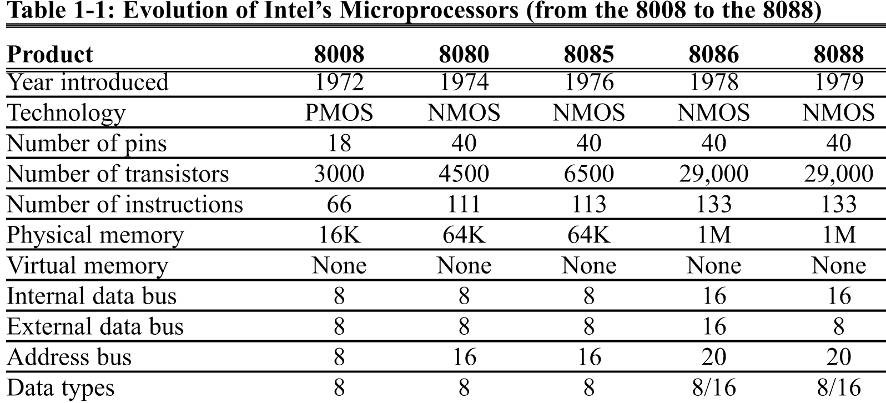 Table 1-1: Evolution of Intel's Microprocessors (from the 8008 to the 8088)
Product 8008 8080 8085 8086 8088
Year introduced 1972 1974 1976 1978 1979
Technology PMOS NMOS NMOS NMOS NMOS
Number of pins 18 40 40 40 40
Number of transistors 3000 4500 6500 29,000 29,000
Number of instructions 66 111 113 133 133
Physical memory 16K 64K 64K 1M 1M
Virtual memory None None None None None
Internal data bus 8 8 8 16 16
External data bus 8 8 8 16 8
Address bus 8 16 16 20 20
Data types 8 8 8 8/16 8/16